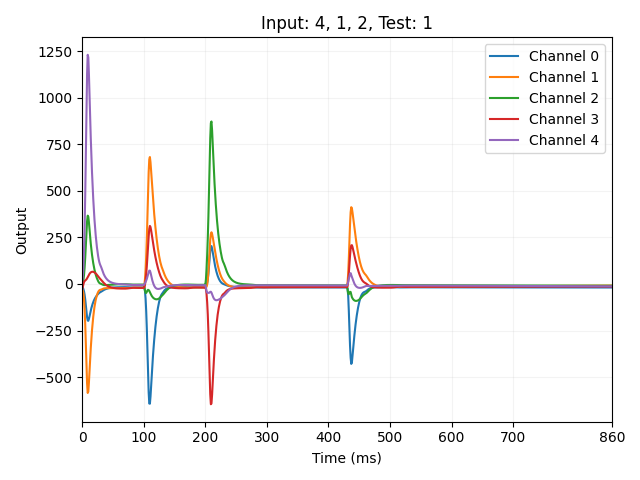 Input: 4, 1, 2, Test: 1
Output
1250
1000
750
500
250
0
−250
−500
Channel 0
Channel 1
Channel 2
Channel 3
Channel 4
0 100 200 300 400 500 600 700 860
Time (ms)